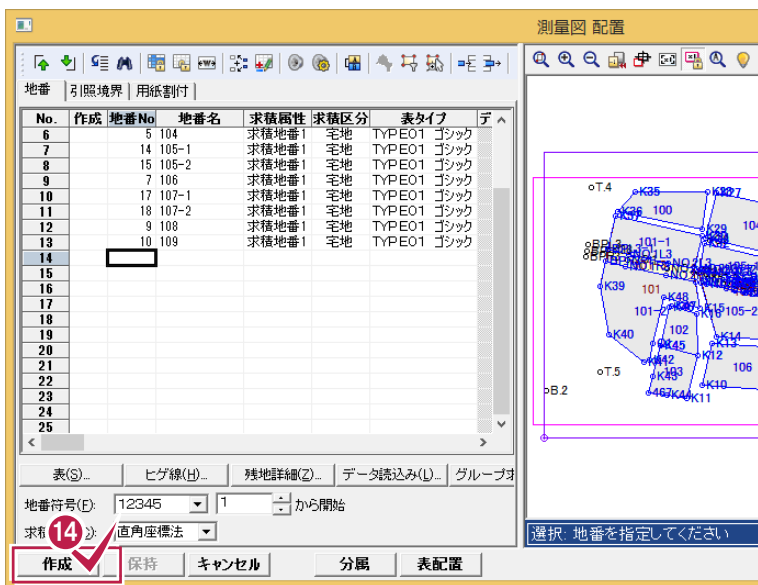 測量図 配置
地番 引照境界 用紙割付
No. 作成 地番No 地番名 求積属性 求積区分 表タイプ デ
6 5 104 求積地番1 宅地 TYPE01 ゴシック
7 14 105-1 求積地番1 宅地 TYPE01 ゴシック
8 15 105-2 求積地番1 宅地 TYPE01 ゴシック
9 7 106 求積地番1 宅地 TYPE01 ゴシック
10 17 107-1 求積地番1 宅地 TYPE01 ゴシック
11 18 107-2 求積地番1 宅地 TYPE01 ゴシック
12 9 108 求積地番1 宅地 TYPE01 ゴシック
13 10 109 求積地番1 宅地 TYPE01 ゴシック
14
15
16
17
18
19
20
21
22
23
24
25
表(S)... ヒゲ線(H)... 残地詳細(Z)... データ読込み(L)... グループ
地番符号(F): 12345 1 から開始
求積 直角座標法
14
作成 保持 キャンセル 分属 表配置
T.4 K35
100 K29
101-1
K39 101
K48
101-2 105-2
K40 102 K14
K45 K12
T.5 103 106
K43 K10
B.2 K11
選択: 地番を指定してください